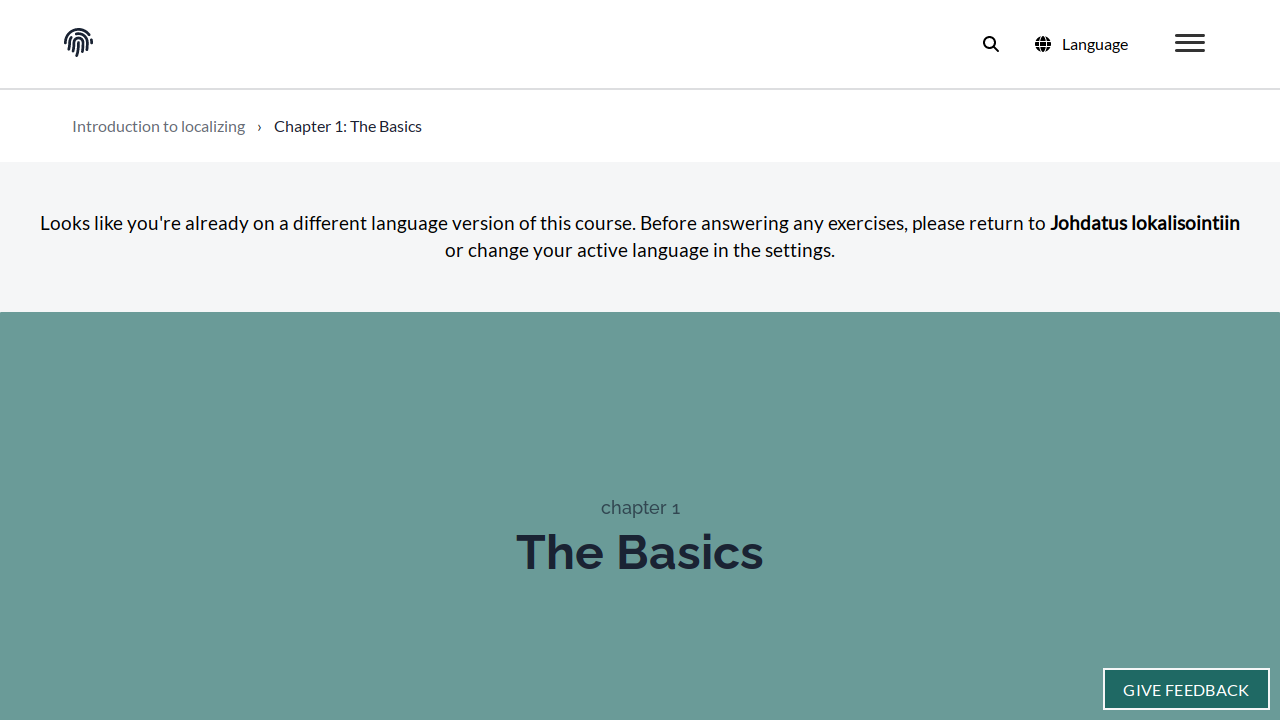 Language
Introduction to localizing › Chapter 1: The Basics
Looks like you're already on a different language version of this course. Before answering any exercises, please return to Johdatus lokalisointiin
or change your active language in the settings.
chapter 1
The Basics
GIVE FEEDBACK